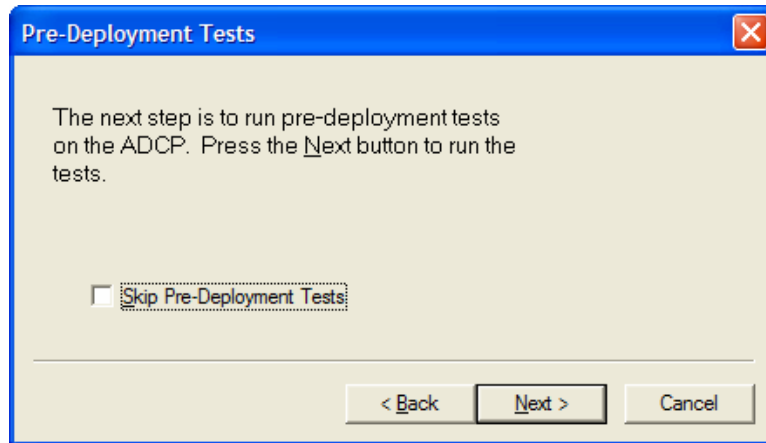 Pre-Deployment Tests
The next step is to run pre-deployment tests
on the ADCP. Press the Next button to run the
tests.
Skip Pre-Deployment Tests
< Back Next > Cancel